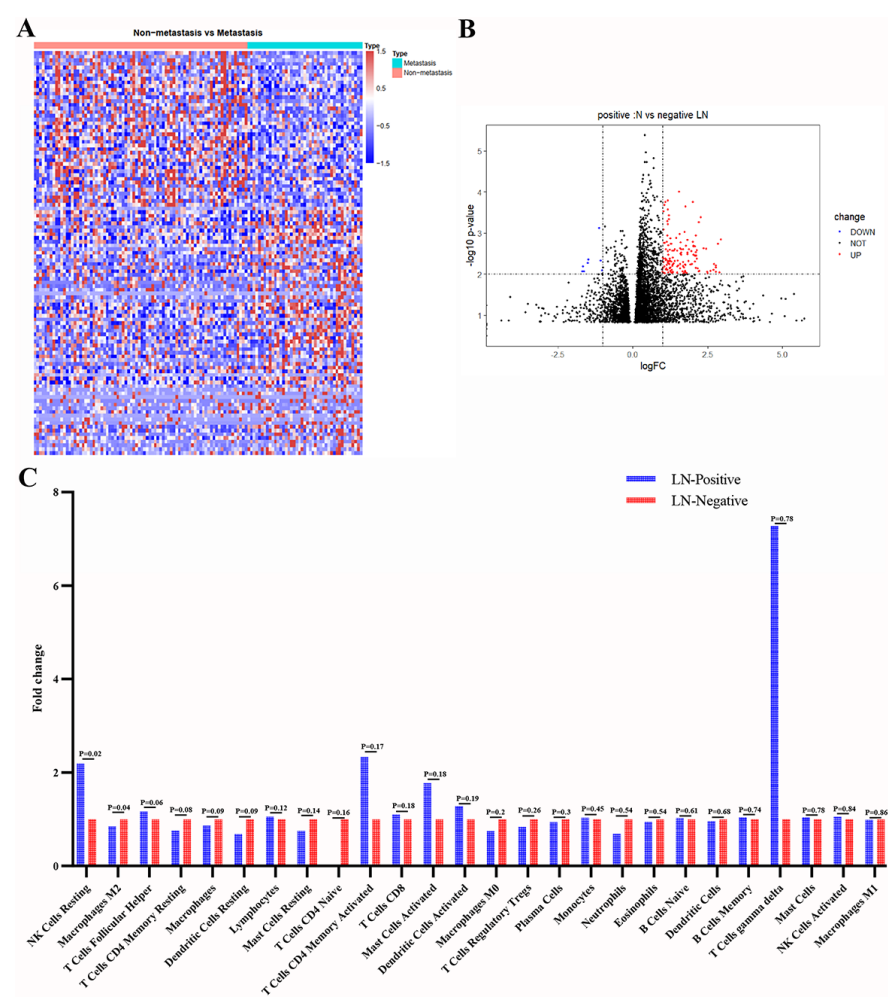 A
Non-metastasis vs Metastasis
Type
1.5
0.5
-0.5
-1.5
Type
Metastasis
Non-metastasis
B
positive :N vs negative LN
-log10 p-value
5
4
3
2
1
-2.5
0.0
2.5
5.0
logFC
change
DOWN
NOT
UP
C
LN-Positive
LN-Negative
Fold change
8
6
4
2
0
P=0.02
P=0.04
P=0.06
P=0.08
P=0.09
P=0.09
P=0.12
P=0.14
P=0.16
P=0.17
P=0.18
P=0.18
P=0.19
P=0.2
P=0.26
P=0.3
P=0.45
P=0.54
P=0.54
P=0.61
P=0.68
P=0.74
P=0.78
P=0.78
P=0.84
P=0.86
NK Cells Resting
Macrophages M2
T Cells Follicular Helper
T Cells CD4 Memory Resting
Macrophages
Dendritic Cells Resting
Lymphocytes
Mast Cells Resting
T Cells CD4 Naive
T Cells CD4 Memory Activated
T Cells CD8
Mast Cells Activated
Dendritic Cells Activated
Macrophages M0
T Cells Regulatory Tregs
Plasma Cells
Monocytes
Neutrophils
Eosinophils
B Cells Naive
Dendritic Cells
B Cells Memory
T Cells gamma delta
Mast Cells
NK Cells Activated
Macrophages M1